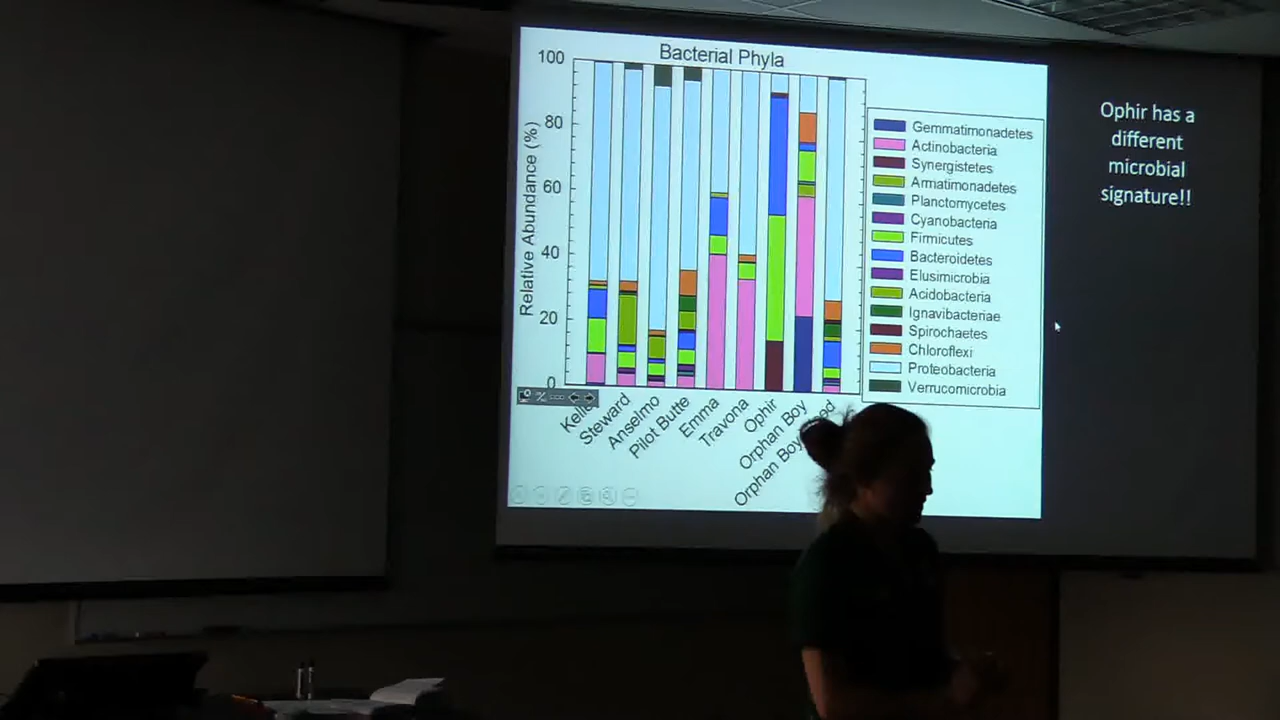 Bacterial Phyla
100
80
60
40
20
0
Relative Abundance (%)
Steward
Anselmo
Pilot Butte
Emma
Travona
Ophir
Orphan Boy
Orphan Boy
Gemmatimonadetes
Actinobacteria
Synergistetes
Armatimonadetes
Planctomycetes
Cyanobacteria
Firmicutes
Bacteroidetes
Elusimicrobia
Acidobacteria
Ignavibacteriae
Spirochaetes
Chloroflexi
Proteobacteria
Verrucomicrobia
Ophir has a
different
microbial
signature!!